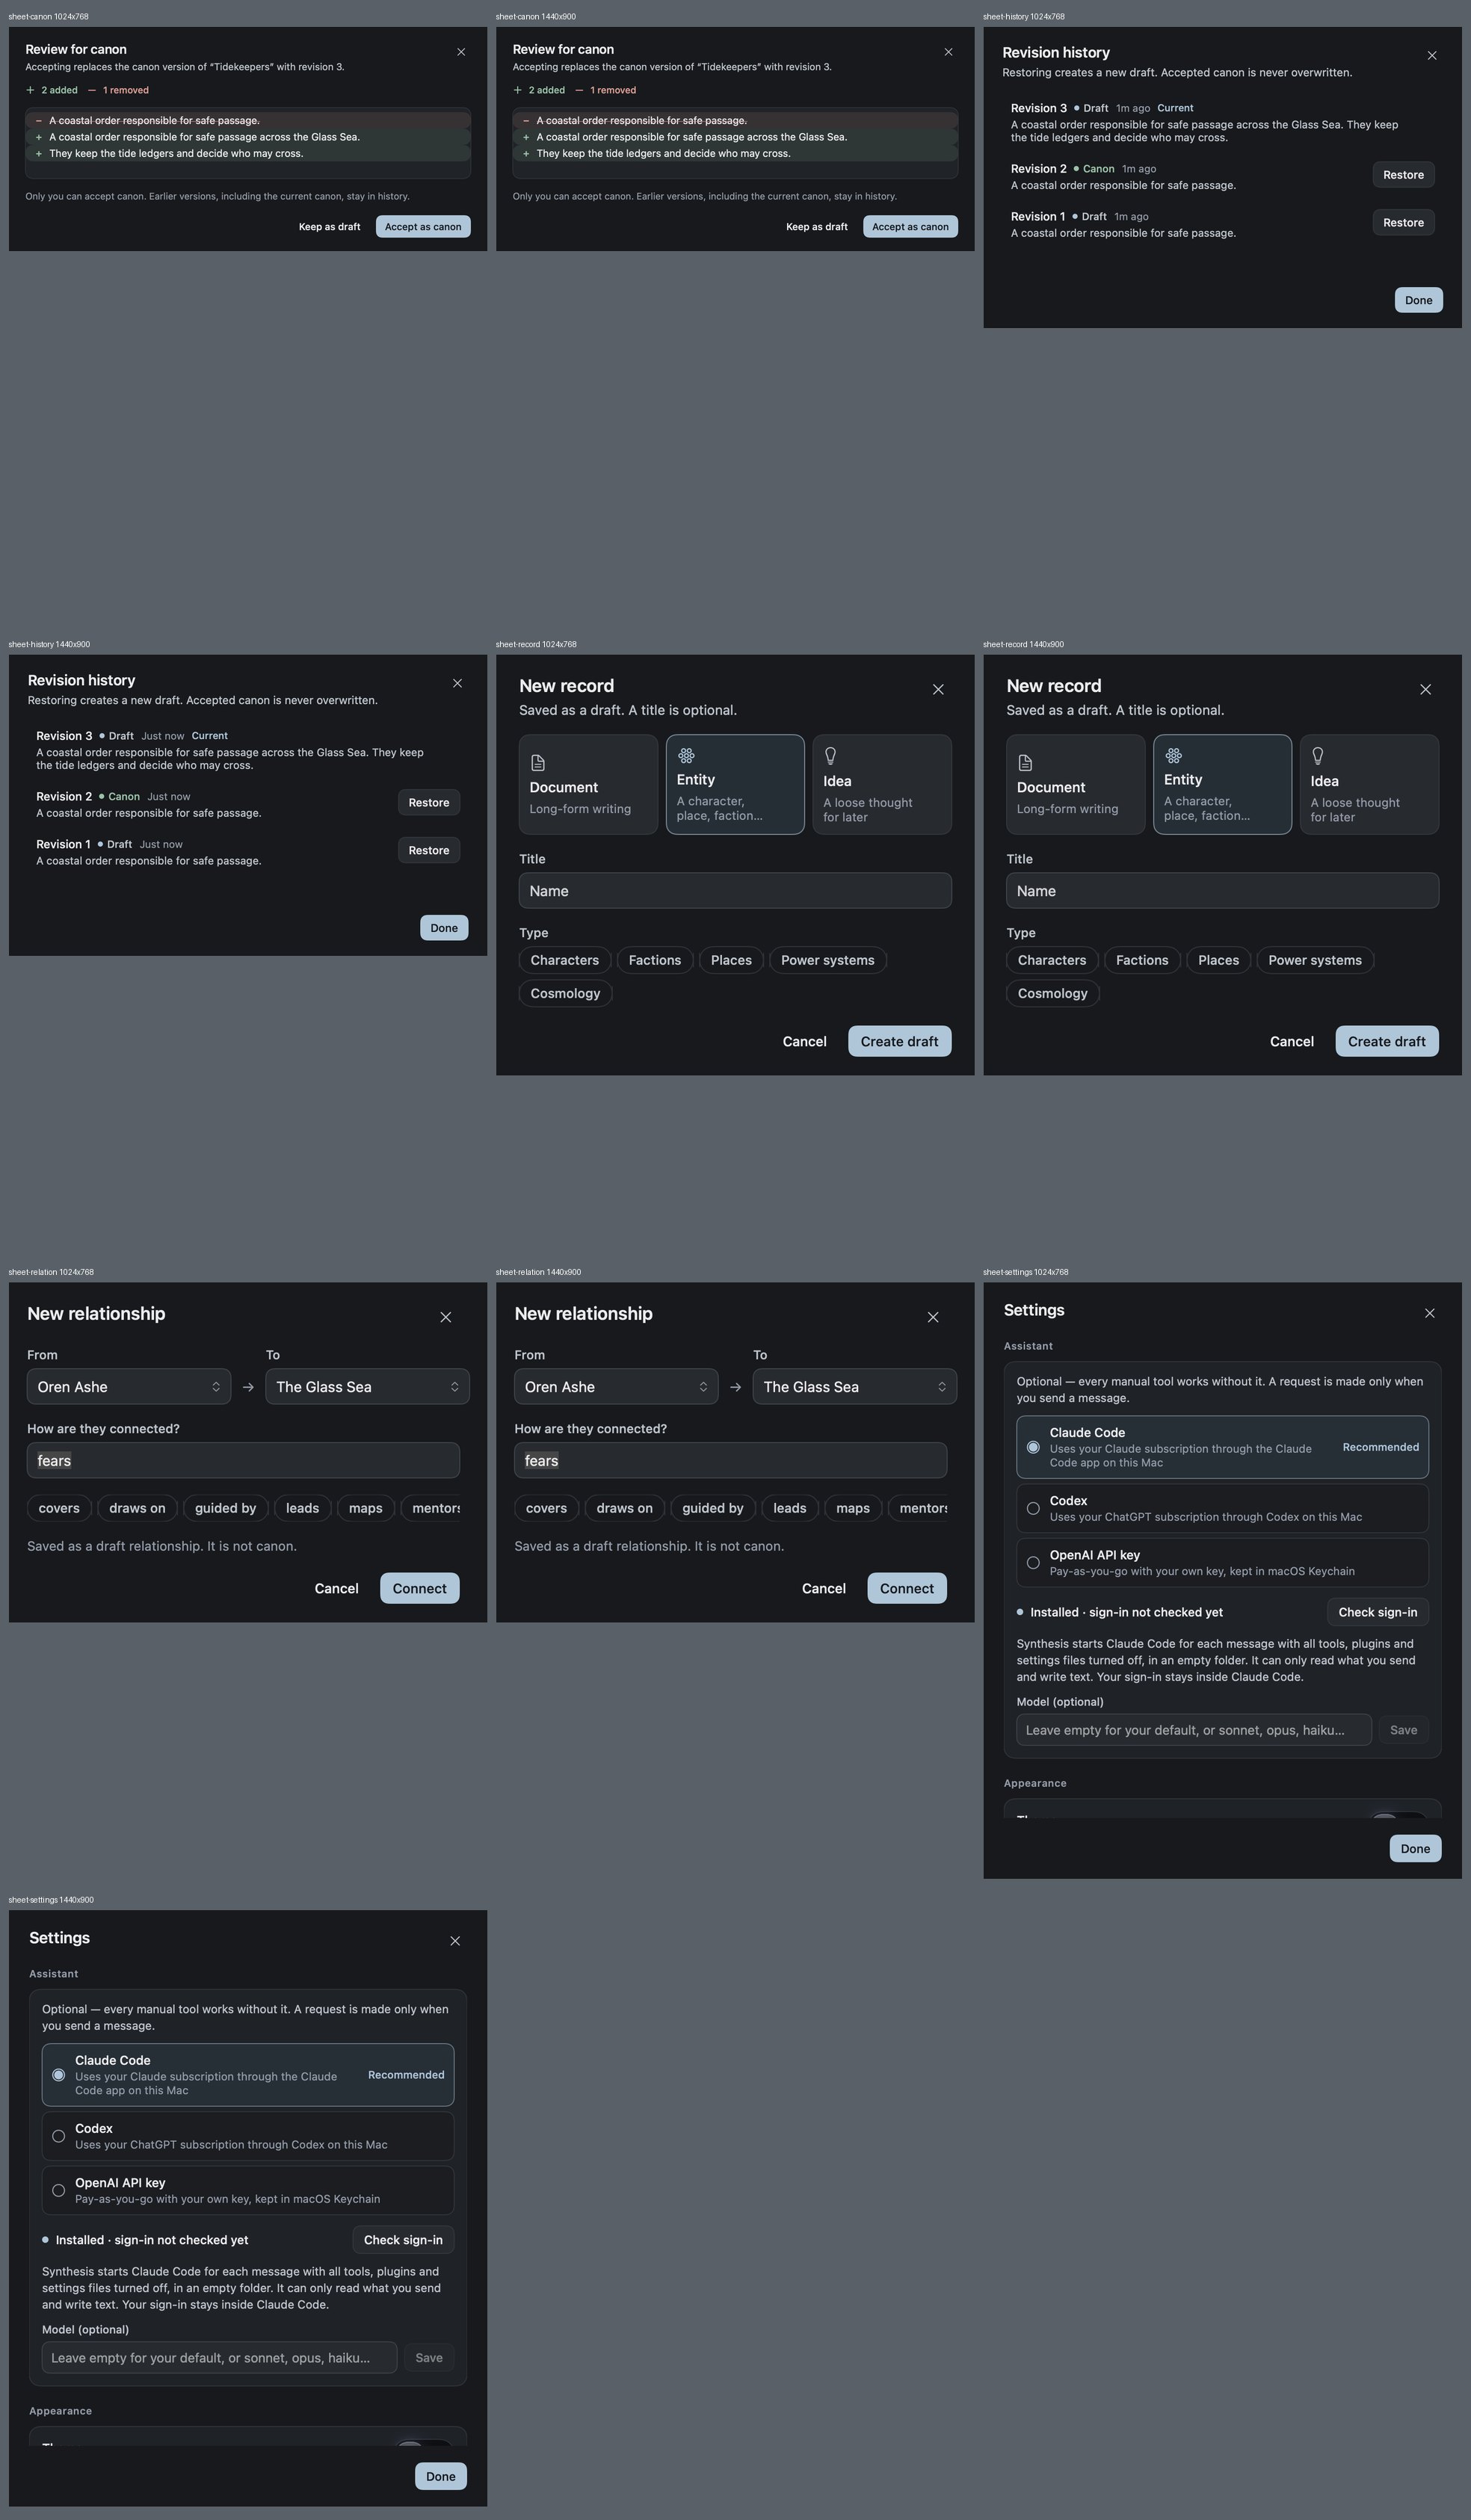 sheet-canon 1024x768
Review for canon
Accepting replaces the canon version of “Tidekeepers” with revision 3.
+ 2 added − 1 removed
− A coastal order responsible for safe passage.
+ A coastal order responsible for safe passage across the Glass Sea.
+ They keep the tide ledgers and decide who may cross.
Only you can accept canon. Earlier versions, including the current canon, stay in history.
Keep as draft Accept as canon
sheet-canon 1440x900
Review for canon
Accepting replaces the canon version of “Tidekeepers” with revision 3.
+ 2 added − 1 removed
− A coastal order responsible for safe passage.
+ A coastal order responsible for safe passage across the Glass Sea.
+ They keep the tide ledgers and decide who may cross.
Only you can accept canon. Earlier versions, including the current canon, stay in history.
Keep as draft Accept as canon
sheet-history 1024x768
Revision history
Restoring creates a new draft. Accepted canon is never overwritten.
Revision 3 • Draft 1m ago Current
A coastal order responsible for safe passage across the Glass Sea. They keep
the tide ledgers and decide who may cross.
Revision 2 • Canon 1m ago
A coastal order responsible for safe passage.
Restore
Revision 1 • Draft 1m ago
A coastal order responsible for safe passage.
Restore
Done
sheet-history 1440x900
Revision history
Restoring creates a new draft. Accepted canon is never overwritten.
Revision 3 • Draft Just now Current
A coastal order responsible for safe passage across the Glass Sea. They keep
the tide ledgers and decide who may cross.
Revision 2 • Canon Just now
A coastal order responsible for safe passage.
Restore
Revision 1 • Draft Just now
A coastal order responsible for safe passage.
Restore
Done
sheet-record 1024x768
New record
Saved as a draft. A title is optional.
Document
Long-form writing
Entity
A character,
place, faction...
Idea
A loose thought
for later
Title
Name
Type
Characters Factions Places Power systems
Cosmology
Cancel Create draft
sheet-record 1440x900
New record
Saved as a draft. A title is optional.
Document
Long-form writing
Entity
A character,
place, faction...
Idea
A loose thought
for later
Title
Name
Type
Characters Factions Places Power systems
Cosmology
Cancel Create draft
sheet-relation 1024x768
New relationship
From To
Oren Ashe → The Glass Sea
How are they connected?
fears
covers draws on guided by leads maps mentors
Saved as a draft relationship. It is not canon.
Cancel Connect
sheet-relation 1440x900
New relationship
From To
Oren Ashe → The Glass Sea
How are they connected?
fears
covers draws on guided by leads maps mentors
Saved as a draft relationship. It is not canon.
Cancel Connect
sheet-settings 1024x768
Settings
Assistant
Optional — every manual tool works without it. A request is made only when
you send a message.
Claude Code
Uses your Claude subscription through the Claude
Code app on this Mac
Recommended
Codex
Uses your ChatGPT subscription through Codex on this Mac
OpenAI API key
Pay-as-you-go with your own key, kept in macOS Keychain
Installed · sign-in not checked yet Check sign-in
Synthesis starts Claude Code for each message with all tools, plugins and
settings files turned off, in an empty folder. It can only read what you send
and write text. Your sign-in stays inside Claude Code.
Model (optional)
Leave empty for your default, or sonnet, opus, haiku... Save
Appearance
Done
sheet-settings 1440x900
Settings
Assistant
Optional — every manual tool works without it. A request is made only when
you send a message.
Claude Code
Uses your Claude subscription through the Claude
Code app on this Mac
Recommended
Codex
Uses your ChatGPT subscription through Codex on this Mac
OpenAI API key
Pay-as-you-go with your own key, kept in macOS Keychain
Installed · sign-in not checked yet Check sign-in
Synthesis starts Claude Code for each message with all tools, plugins and
settings files turned off, in an empty folder. It can only read what you send
and write text. Your sign-in stays inside Claude Code.
Model (optional)
Leave empty for your default, or sonnet, opus, haiku... Save
Appearance
Done